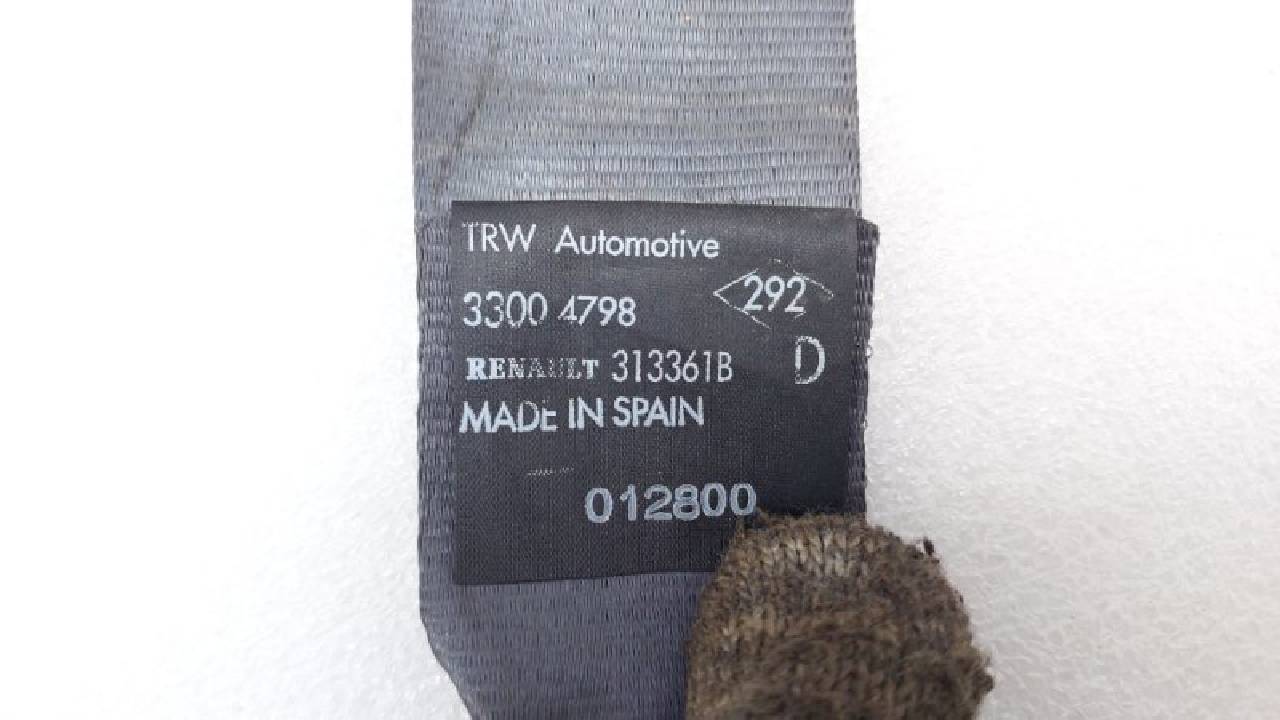 TRW Automotive
3300 4798 292
RENAULT 313361B D
MADE IN SPAIN
012800